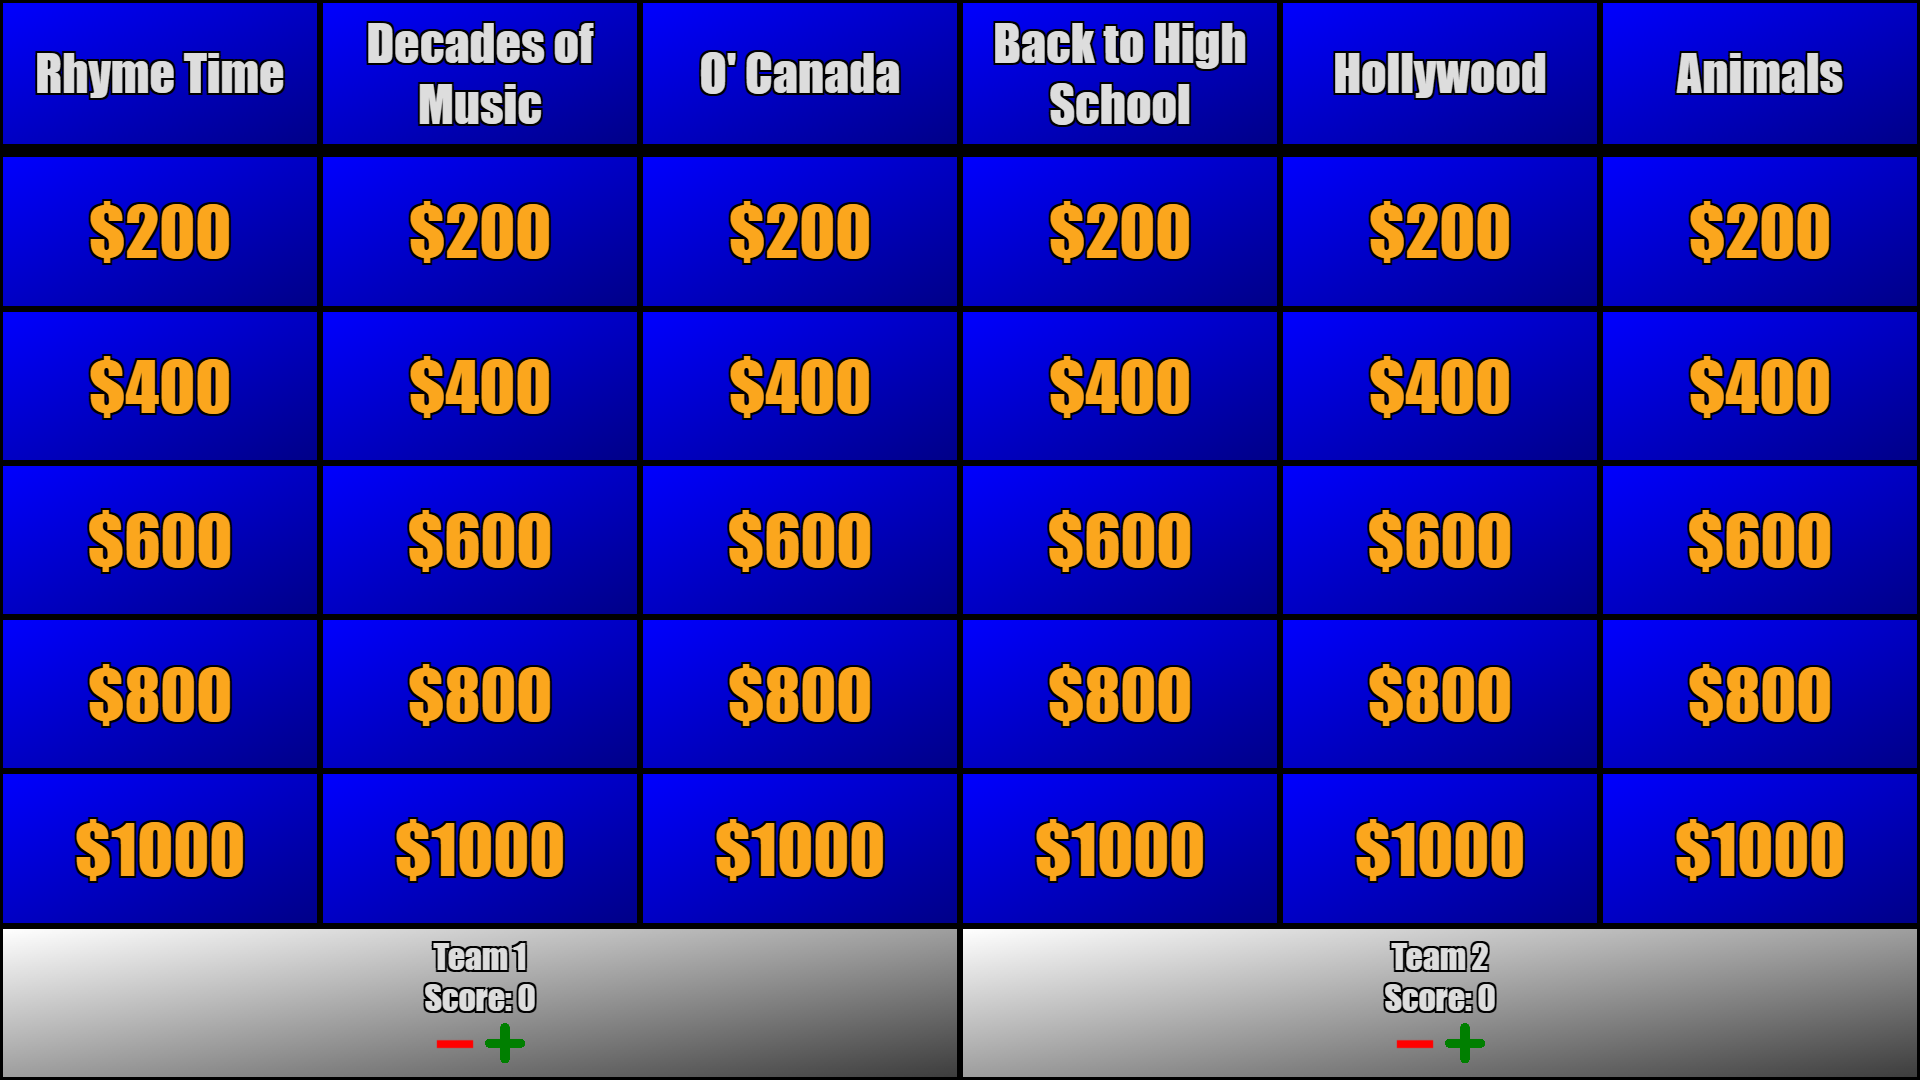 Rhyme Time
Decades of
Music
O' Canada
Back to High
School
Hollywood
Animals
$200 $200 $200 $200 $200 $200
$400 $400 $400 $400 $400 $400
$600 $600 $600 $600 $600 $600
$800 $800 $800 $800 $800 $800
$1000 $1000 $1000 $1000 $1000 $1000
Team 1
Score: 0
Team 2
Score: 0